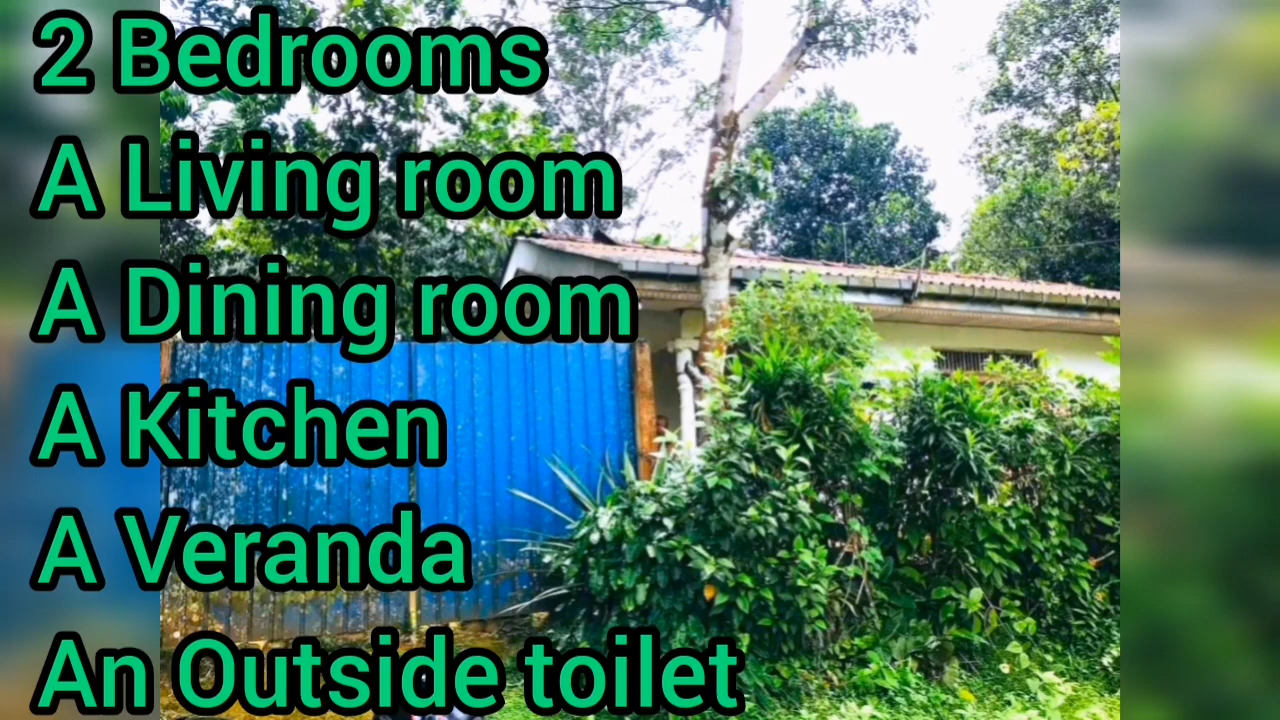 2 Bedrooms
A Living room
A Dining room
A Kitchen
A Veranda
An Outside toilet